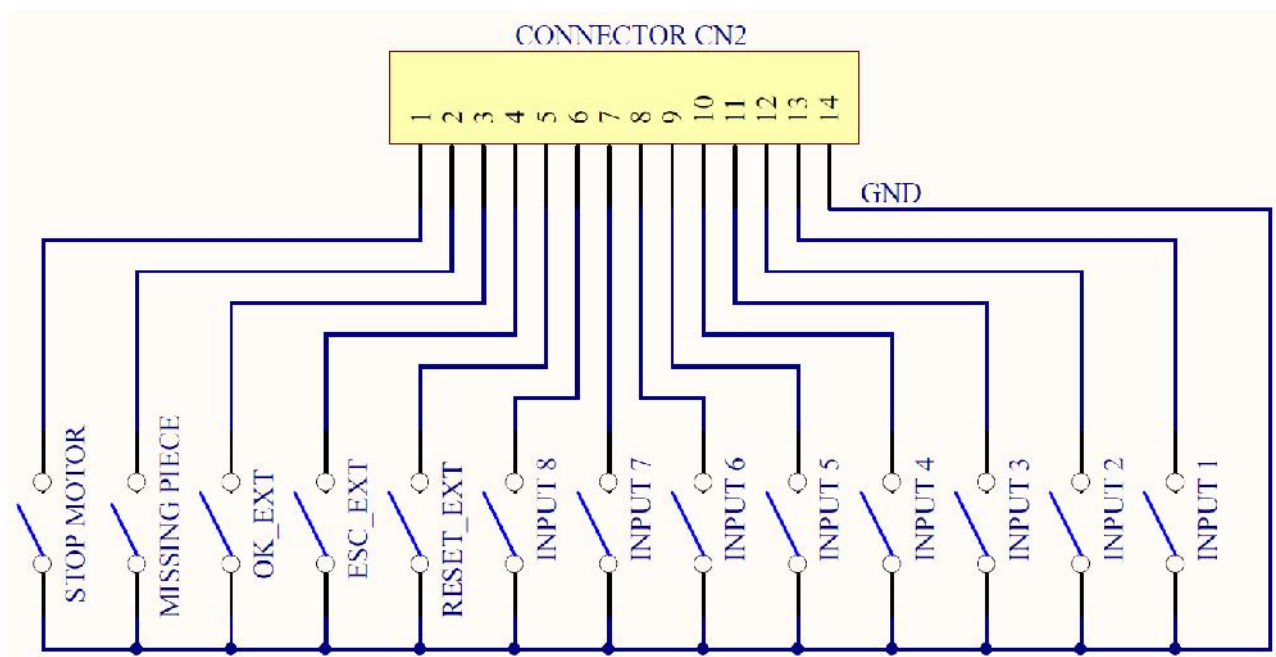 CONNECTOR CN2
1
2
3
4
5
6
7
8
9
10
11
12
13
14
GND
STOP MOTOR
MISSING PIECE
OK_EXT
ESC_EXT
RESET_EXT
INPUT 8
INPUT 7
INPUT 6
INPUT 5
INPUT 4
INPUT 3
INPUT 2
INPUT 1